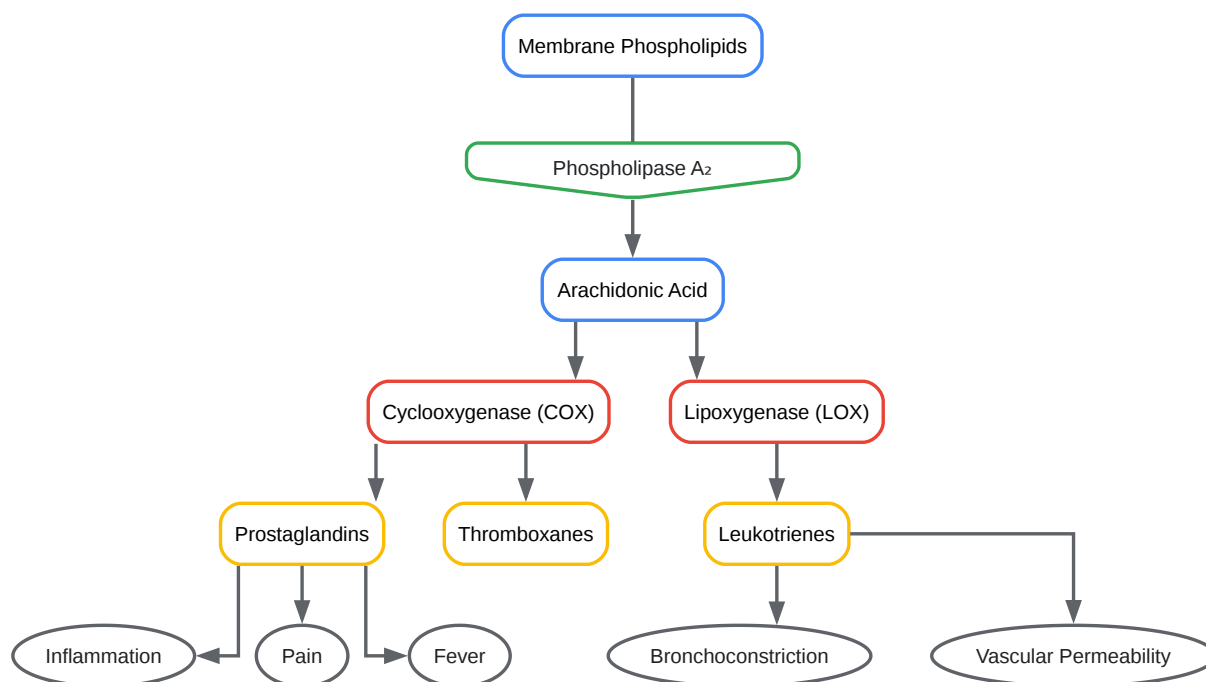 Membrane Phospholipids
Phospholipase A₂
Arachidonic Acid
Cyclooxygenase (COX)
Lipoxygenase (LOX)
Prostaglandins
Thromboxanes
Leukotrienes
Inflammation
Pain
Fever
Bronchoconstriction
Vascular Permeability